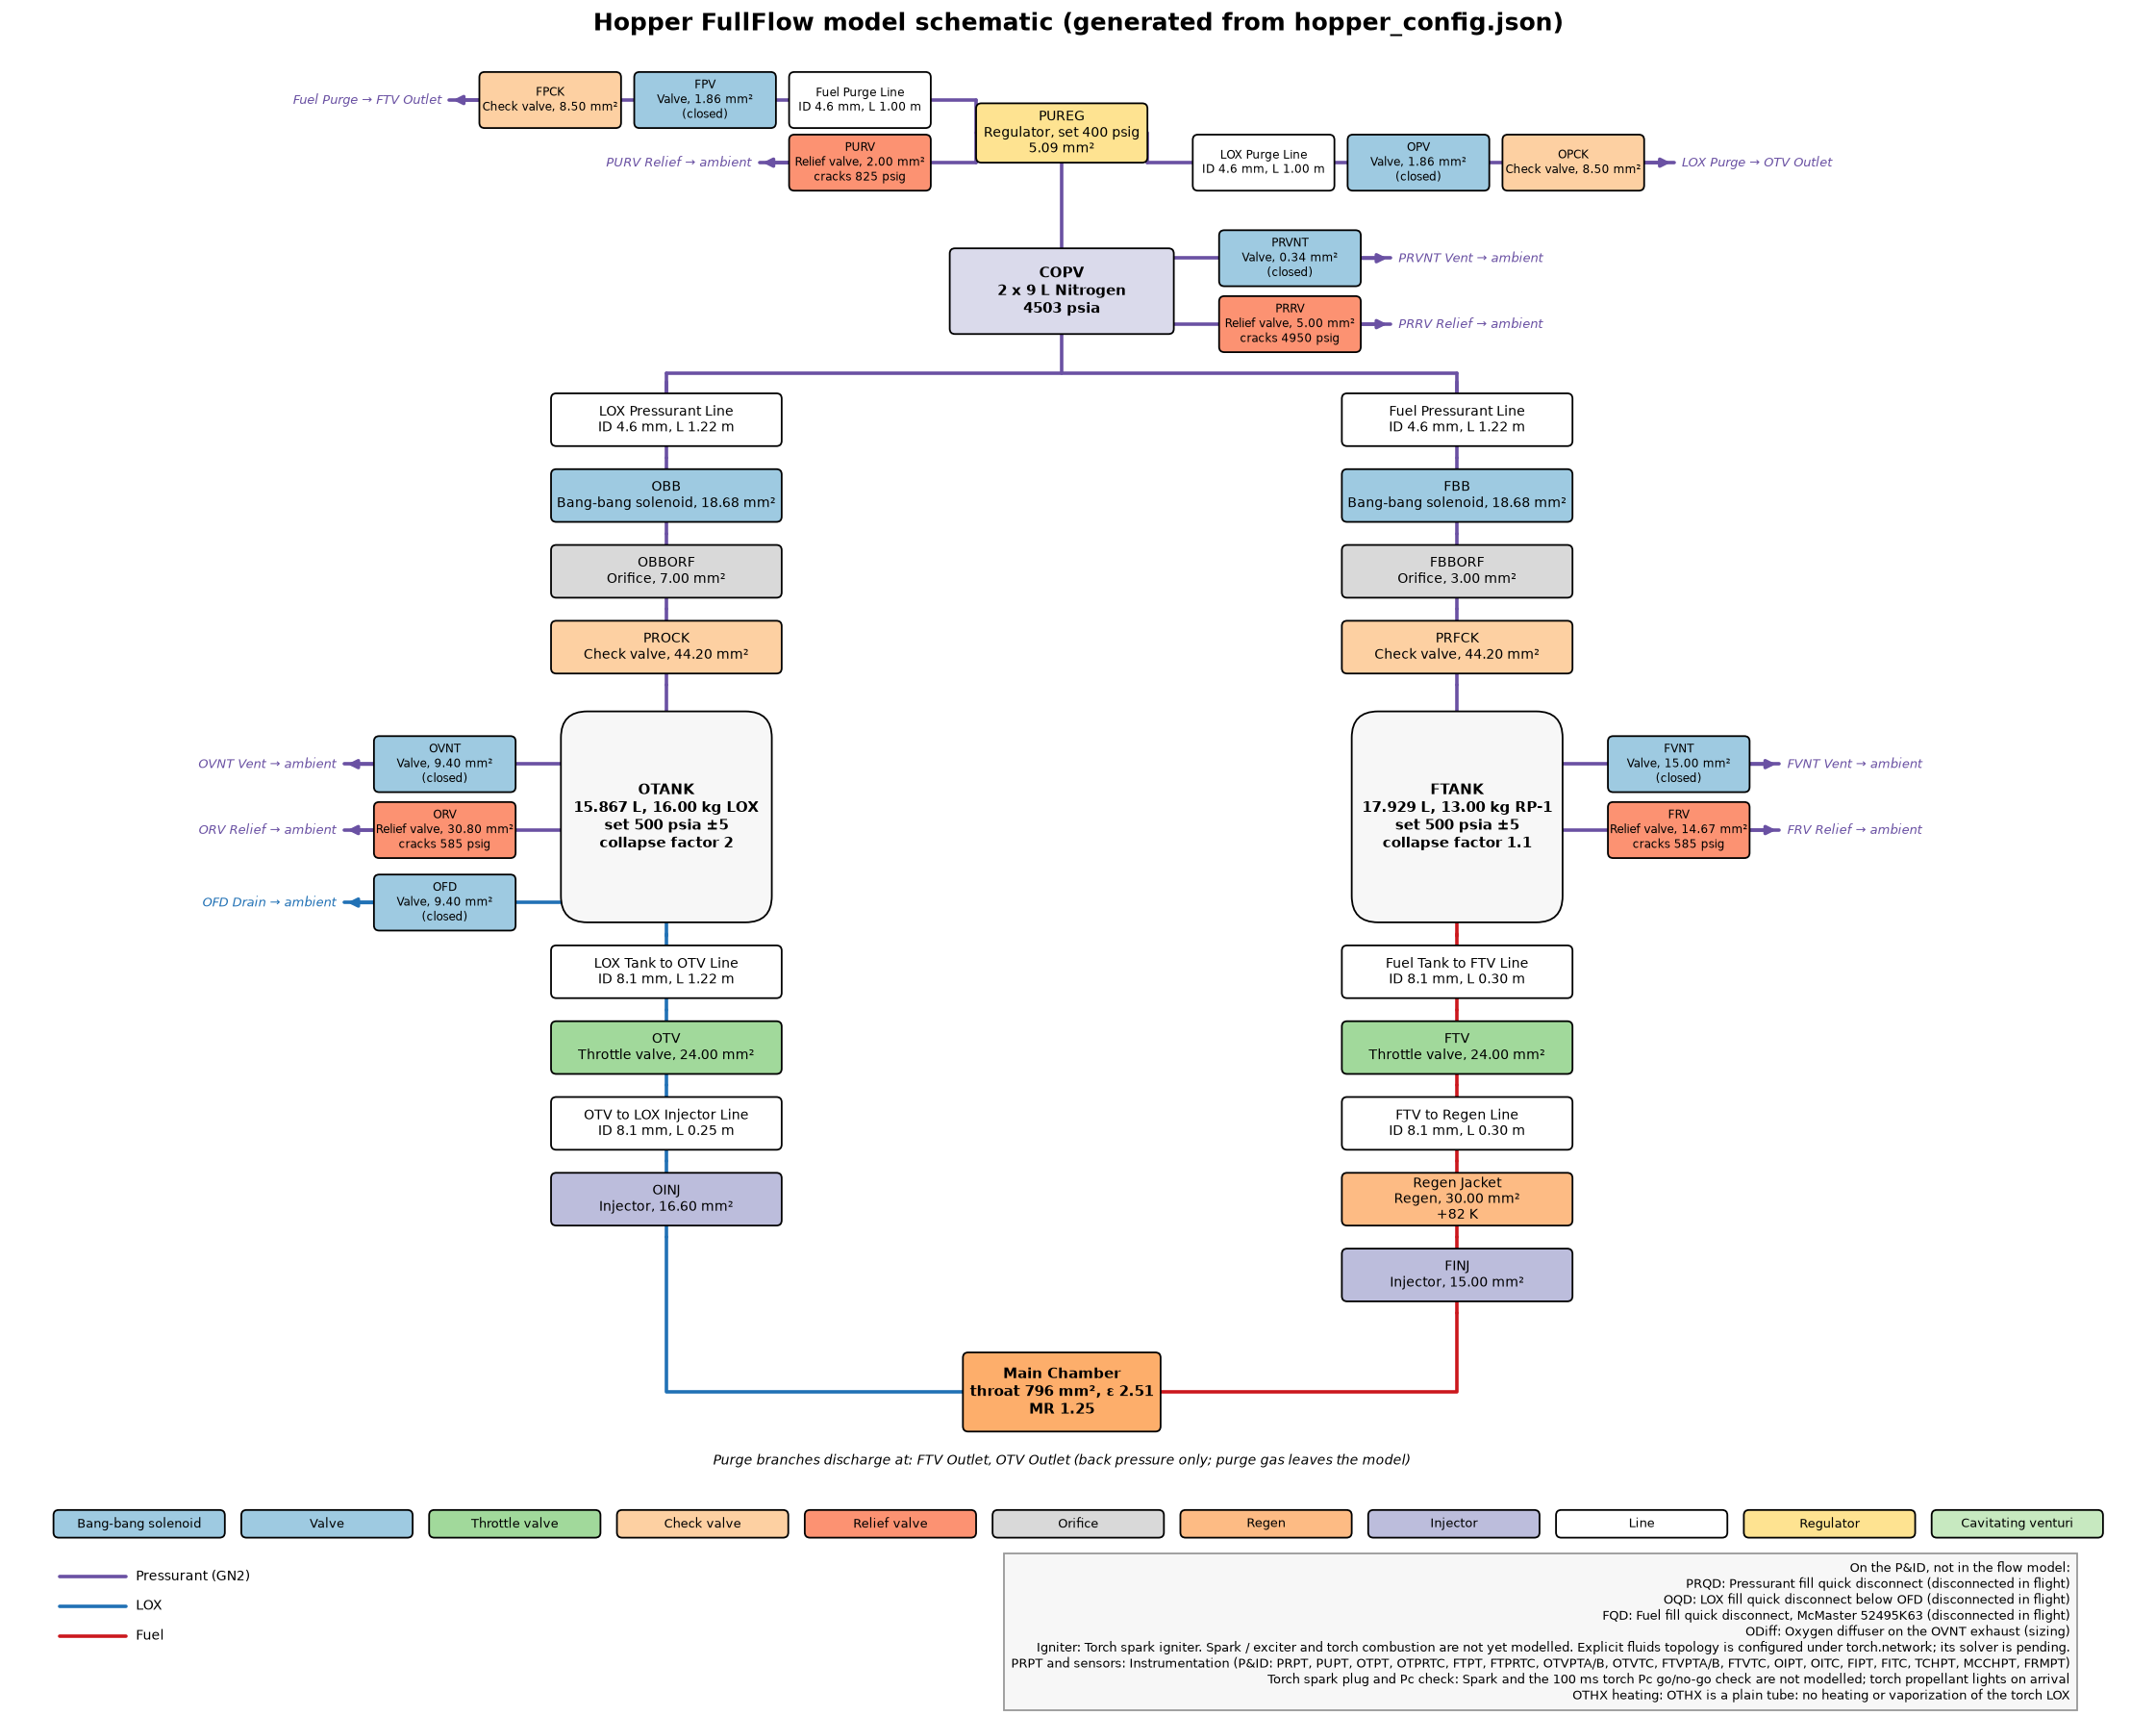 Hopper FullFlow model schematic (generated from hopper_config.json)
Fuel Purge → FTV Outlet
FPCK
Check valve, 8.50 mm²
FPV
Valve, 1.86 mm²
(closed)
Fuel Purge Line
ID 4.6 mm, L 1.00 m
PUREG
Regulator, set 400 psig
5.09 mm²
PURV Relief → ambient
PURV
Relief valve, 2.00 mm²
cracks 825 psig
LOX Purge Line
ID 4.6 mm, L 1.00 m
OPV
Valve, 1.86 mm²
(closed)
OPCK
Check valve, 8.50 mm²
LOX Purge → OTV Outlet
COPV
2 x 9 L Nitrogen
4503 psia
PRVNT
Valve, 0.34 mm²
(closed)
PRVNT Vent → ambient
PRRV
Relief valve, 5.00 mm²
cracks 4950 psig
PRRV Relief → ambient
LOX Pressurant Line
ID 4.6 mm, L 1.22 m
Fuel Pressurant Line
ID 4.6 mm, L 1.22 m
OBB
Bang-bang solenoid, 18.68 mm²
FBB
Bang-bang solenoid, 18.68 mm²
OBBORF
Orifice, 7.00 mm²
FBBORF
Orifice, 3.00 mm²
PROCK
Check valve, 44.20 mm²
PRFCK
Check valve, 44.20 mm²
OVNT Vent → ambient
OVNT
Valve, 9.40 mm²
(closed)
ORV Relief → ambient
ORV
Relief valve, 30.80 mm²
cracks 585 psig
OFD Drain → ambient
OFD
Valve, 9.40 mm²
(closed)
OTANK
15.867 L, 16.00 kg LOX
set 500 psia ±5
collapse factor 2
FTANK
17.929 L, 13.00 kg RP-1
set 500 psia ±5
collapse factor 1.1
FVNT
Valve, 15.00 mm²
(closed)
FVNT Vent → ambient
FRV
Relief valve, 14.67 mm²
cracks 585 psig
FRV Relief → ambient
LOX Tank to OTV Line
ID 8.1 mm, L 1.22 m
Fuel Tank to FTV Line
ID 8.1 mm, L 0.30 m
OTV
Throttle valve, 24.00 mm²
FTV
Throttle valve, 24.00 mm²
OTV to LOX Injector Line
ID 8.1 mm, L 0.25 m
FTV to Regen Line
ID 8.1 mm, L 0.30 m
OINJ
Injector, 16.60 mm²
Regen Jacket
Regen, 30.00 mm²
+82 K
FINJ
Injector, 15.00 mm²
Main Chamber
throat 796 mm², ε 2.51
MR 1.25
Purge branches discharge at: FTV Outlet, OTV Outlet (back pressure only; purge gas leaves the model)
Bang-bang solenoid
Valve
Throttle valve
Check valve
Relief valve
Orifice
Regen
Injector
Line
Regulator
Cavitating venturi
Pressurant (GN2)
LOX
Fuel
On the P&ID, not in the flow model:
PRQD: Pressurant fill quick disconnect (disconnected in flight)
OQD: LOX fill quick disconnect below OFD (disconnected in flight)
FQD: Fuel fill quick disconnect, McMaster 52495K63 (disconnected in flight)
ODiff: Oxygen diffuser on the OVNT exhaust (sizing)
Igniter: Torch spark igniter. Spark / exciter and torch combustion are not yet modelled. Explicit fluids topology is configured under torch.network; its solver is pending.
PRPT and sensors: Instrumentation (P&ID: PRPT, PUPT, OTPT, OTPRTC, FTPT, FTPRTC, OTVPTA/B, OTVTC, FTVPTA/B, FTVTC, OIPT, OITC, FIPT, FITC, TCHPT, MCCHPT, FRMPT)
Torch spark plug and Pc check: Spark and the 100 ms torch Pc go/no-go check are not modelled; torch propellant lights on arrival
OTHX heating: OTHX is a plain tube: no heating or vaporization of the torch LOX